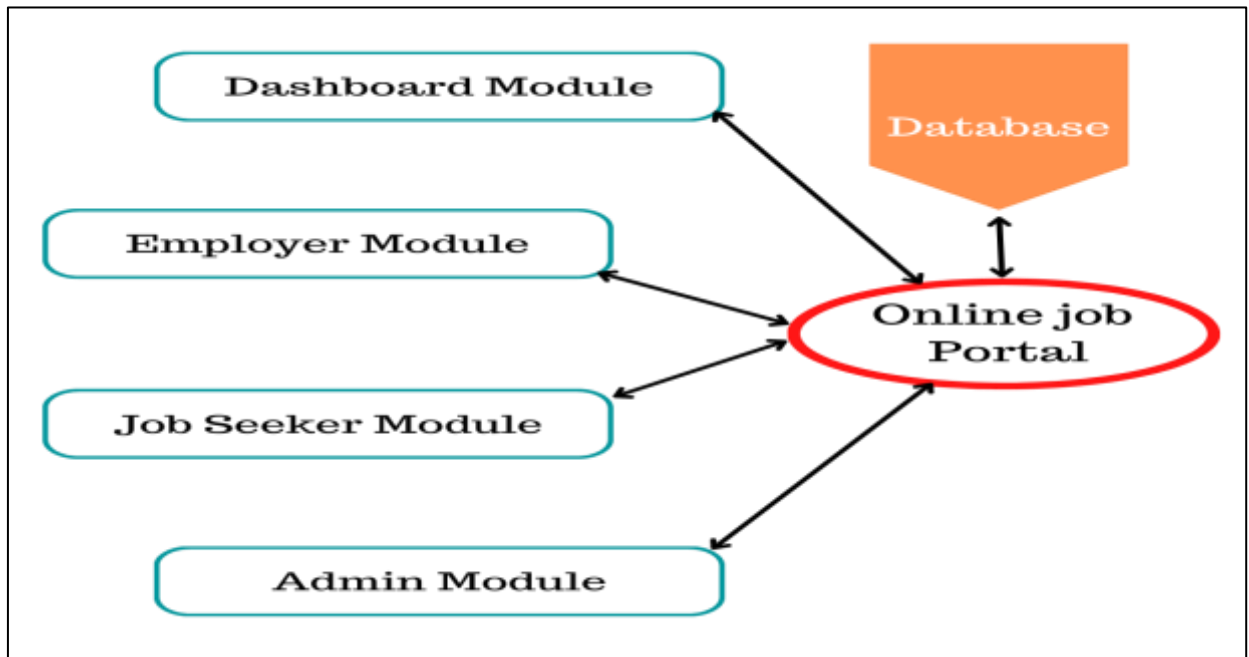 Dashboard Module
Database
Employer Module
Online job
Portal
Job Seeker Module
Admin Module